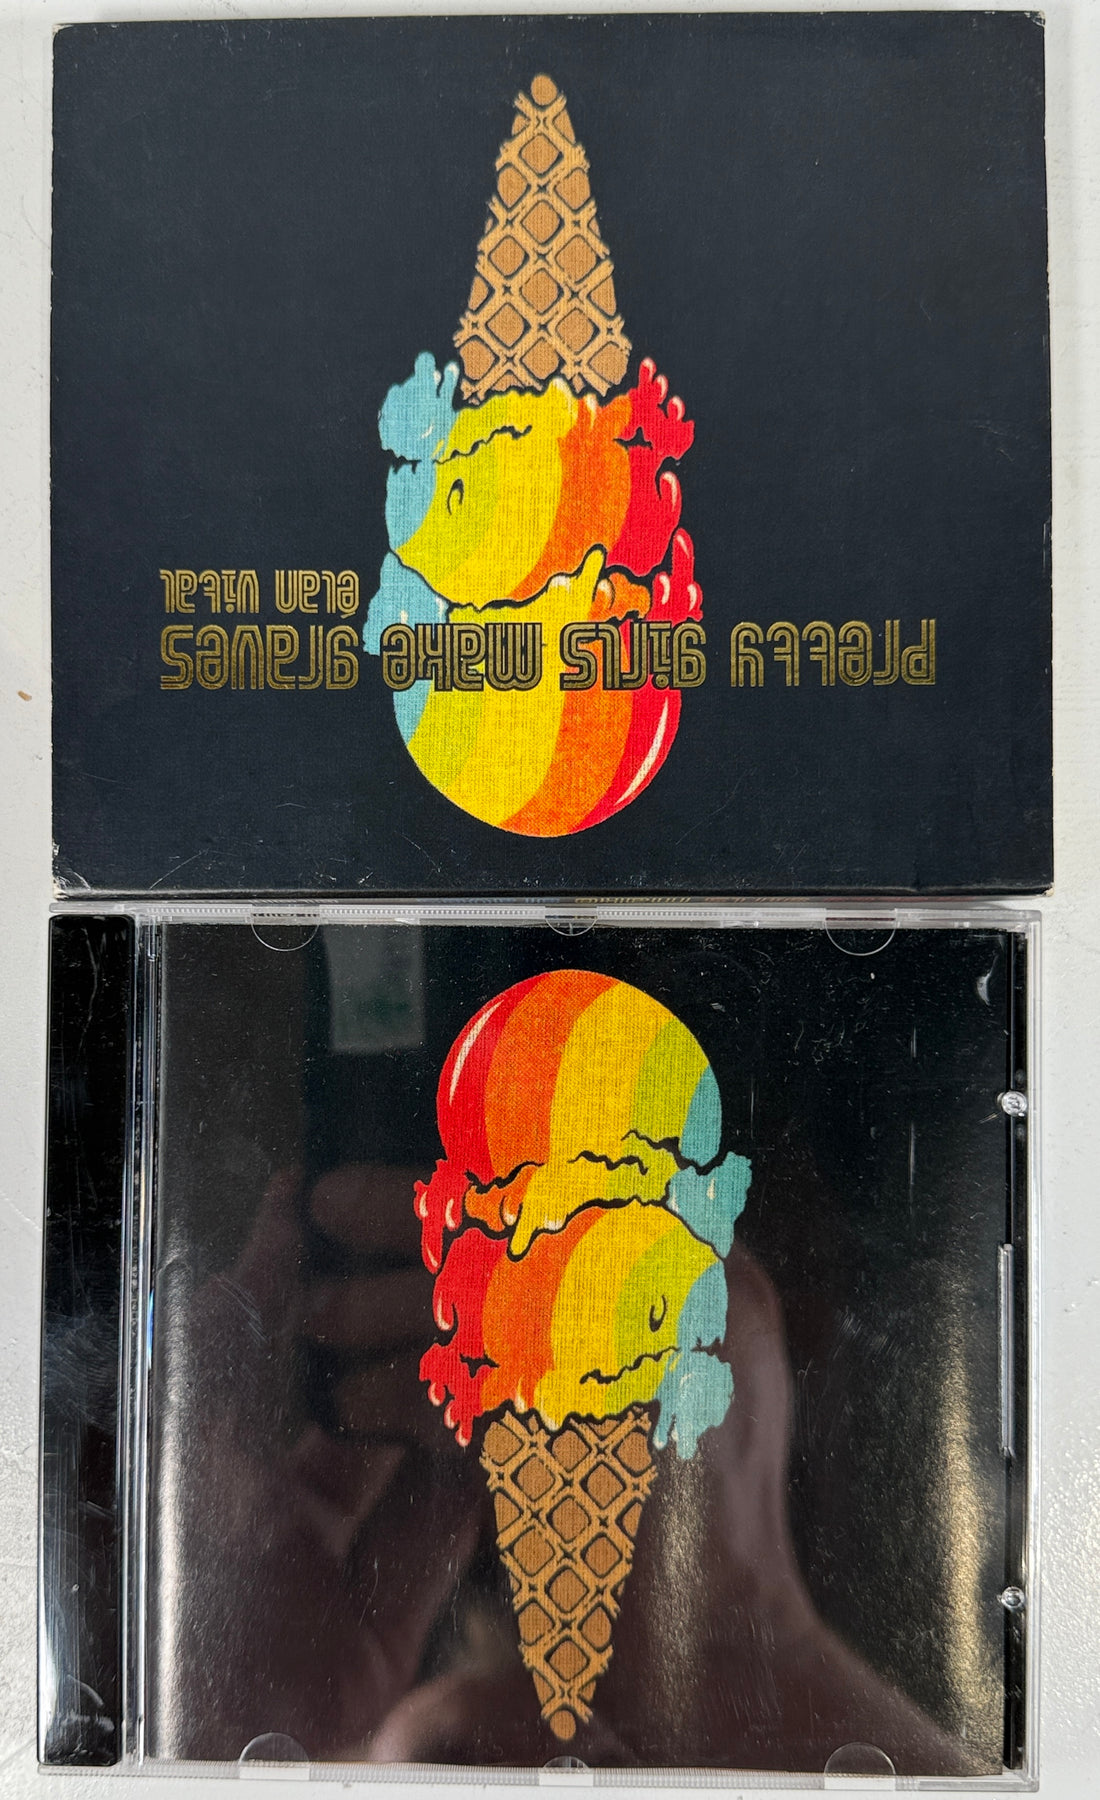 pretty girls make graves
élan vital